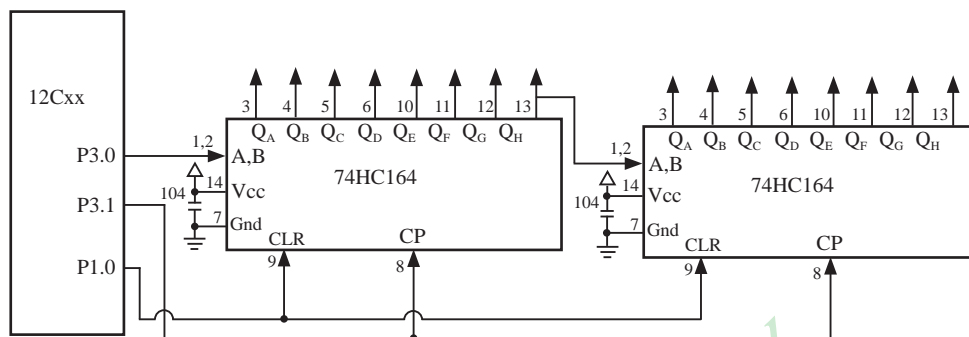 12Cxx
P3.0
P3.1
P1.0
3 4 5 6 10 11 12 13
QA QB QC QD QE QF QG QH
1,2
A,B
74HC164
14
Vcc
104
7
Gnd
CLR
CP
9
8
3 4 5 6 10 11 12 13
QA QB QC QD QE QF QG QH
1,2
A,B
74HC164
14
Vcc
104
7
Gnd
CLR
CP
9
8